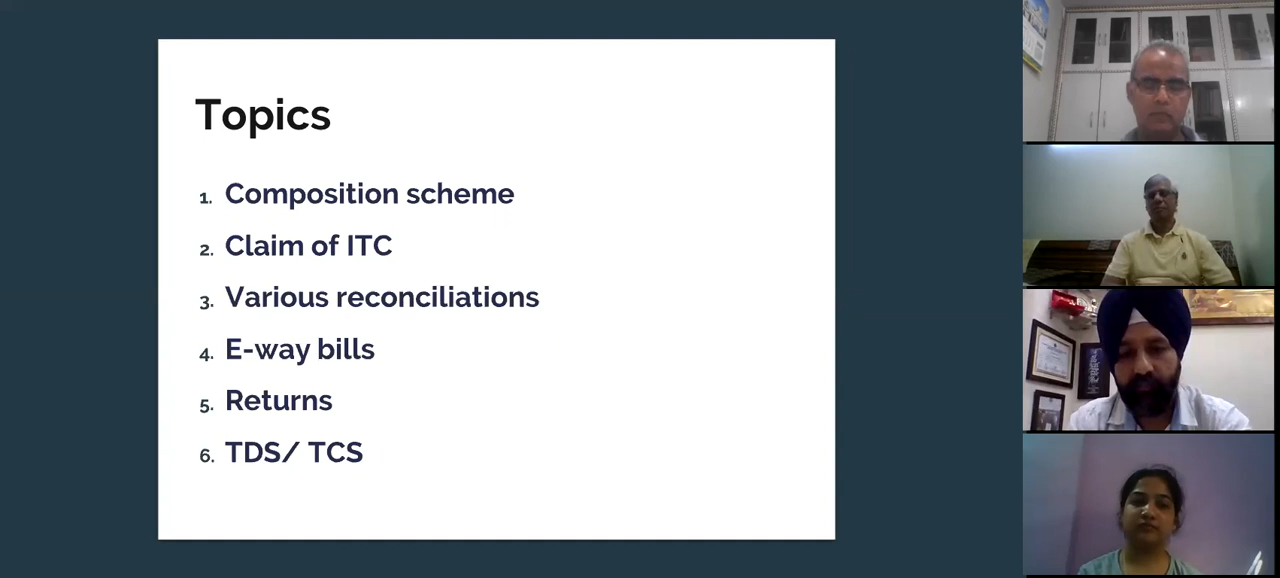 Topics
1. Composition scheme
2. Claim of ITC
3. Various reconciliations
4. E-way bills
5. Returns
6. TDS/ TCS